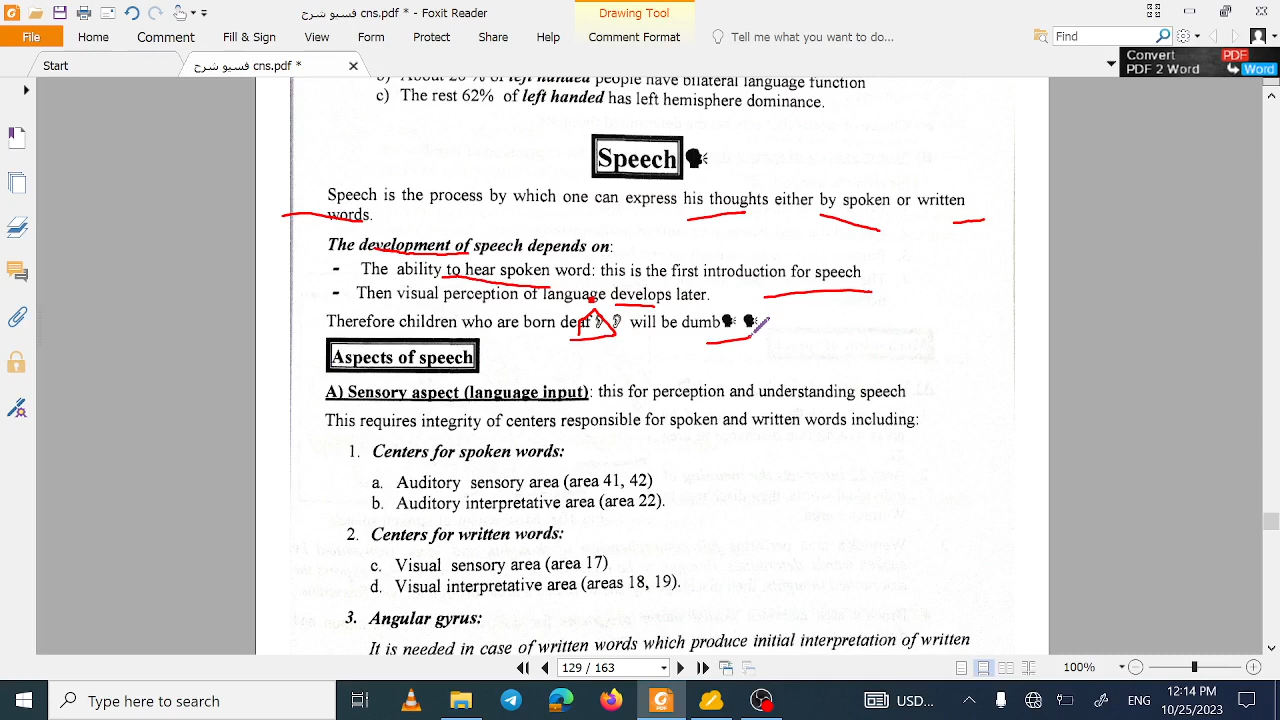 فسيو شرح cns.pdf * - Foxit Reader
Drawing Tool
File Home Comment Fill & Sign View Form Protect Share Help Comment Format Tell me what you want to do... Find
Start
فسيو شرح cns.pdf *
Convert PDF
PDF 2 Word Word
people have bilateral language function
c) The rest 62% of left handed has left hemisphere dominance.
Speech
Speech is the process by which one can express his thoughts either by spoken or written
words.
The development of speech depends on:
- The ability to hear spoken word: this is the first introduction for speech
- Then visual perception of language develops later.
Therefore children who are born deaf will be dumb
Aspects of speech
A) Sensory aspect (language input): this for perception and understanding speech
This requires integrity of centers responsible for spoken and written words including:
1. Centers for spoken words:
a. Auditory sensory area (area 41, 42)
b. Auditory interpretative area (area 22).
2. Centers for written words:
c. Visual sensory area (area 17)
d. Visual interpretative area (areas 18, 19).
3. Angular gyrus:
It is needed in case of written words which produce initial interpretation of written
129 / 163
100%
Type here to search
USD...
ENG
12:14 PM
10/25/2023